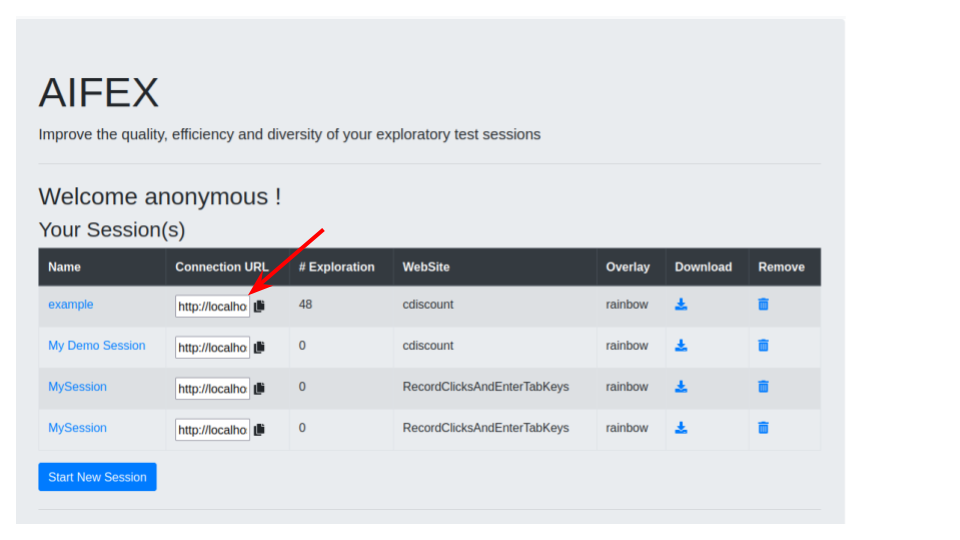 AIFEX
Improve the quality, efficiency and diversity of your exploratory test sessions
Welcome anonymous !
Your Session(s)
Name Connection URL # Exploration WebSite Overlay Download Remove
example http://localho 48 cdiscount rainbow
My Demo Session http://localho 0 cdiscount rainbow
MySession http://localho 0 RecordClicksAndEnterTabKeys rainbow
MySession http://localho 0 RecordClicksAndEnterTabKeys rainbow
Start New Session